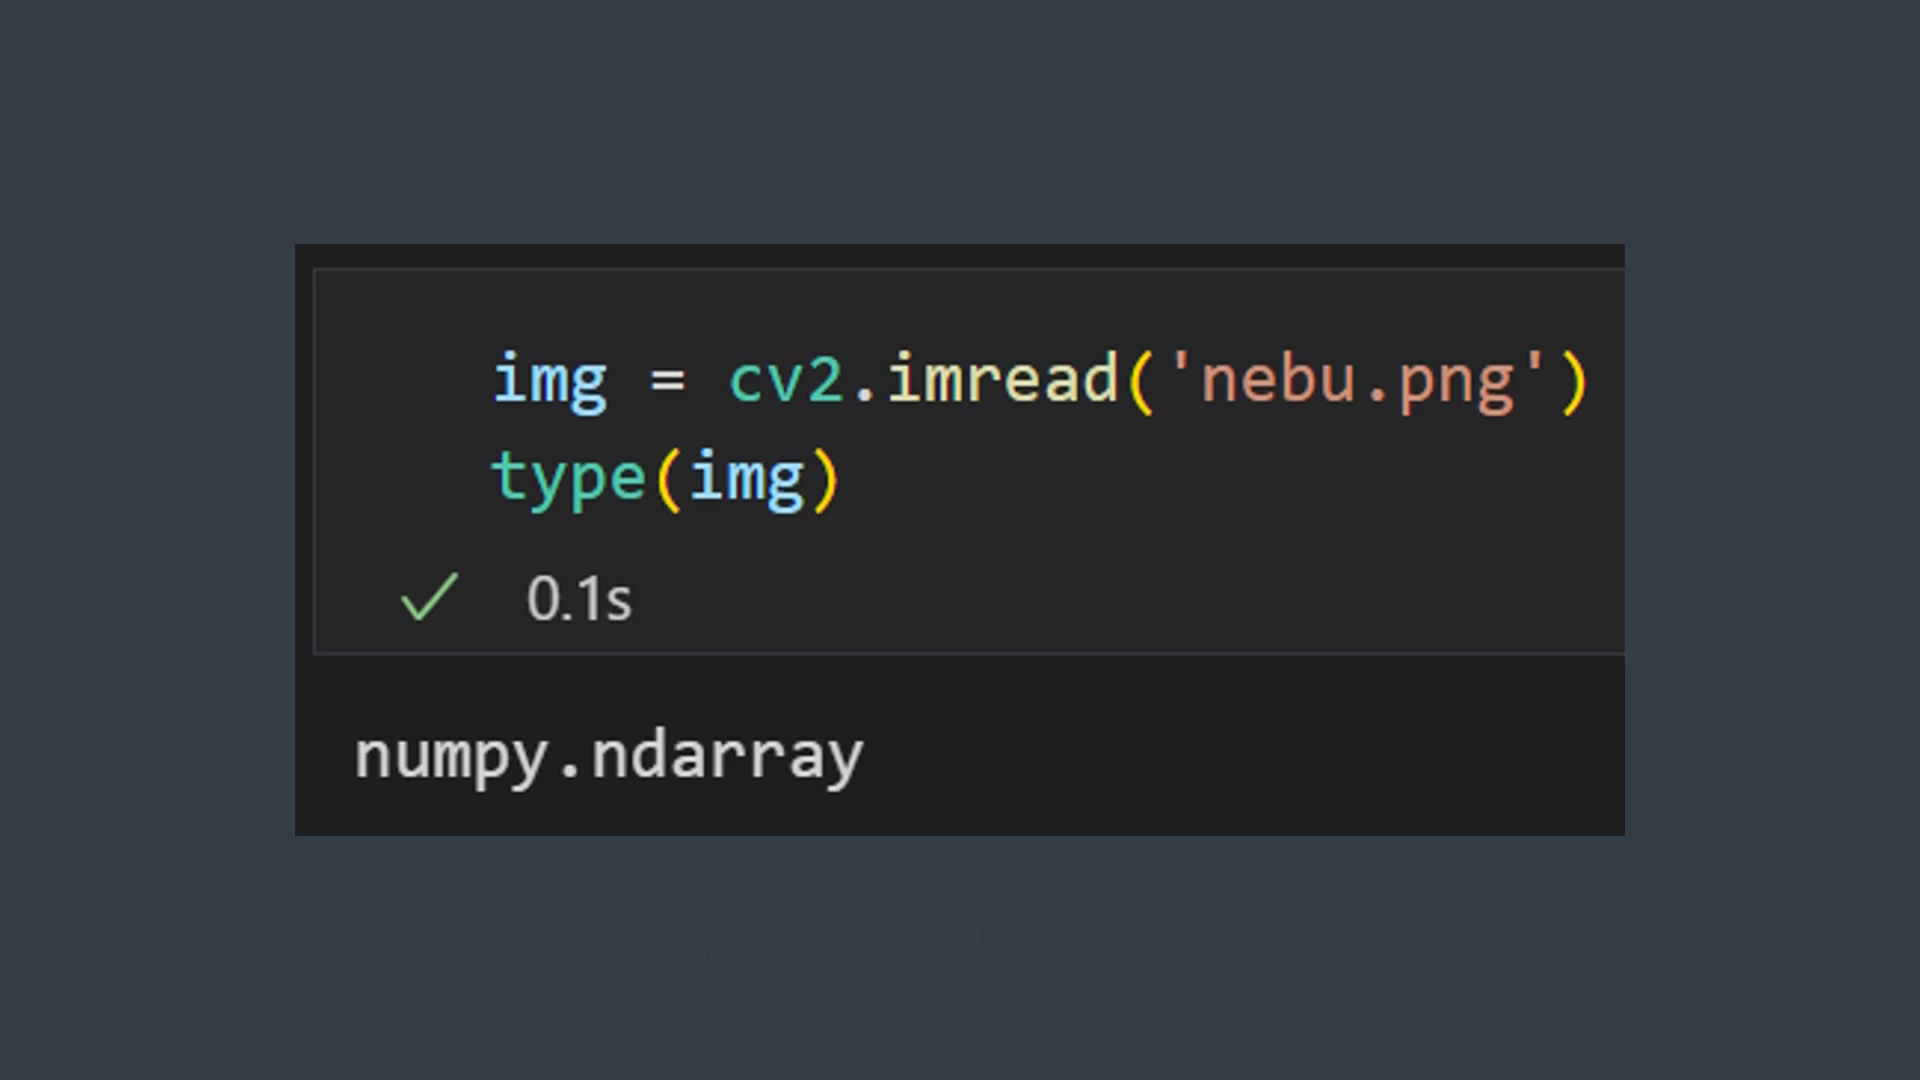 img = cv2.imread('nebu.png')
type(img)
✓ 0.1s
numpy.ndarray